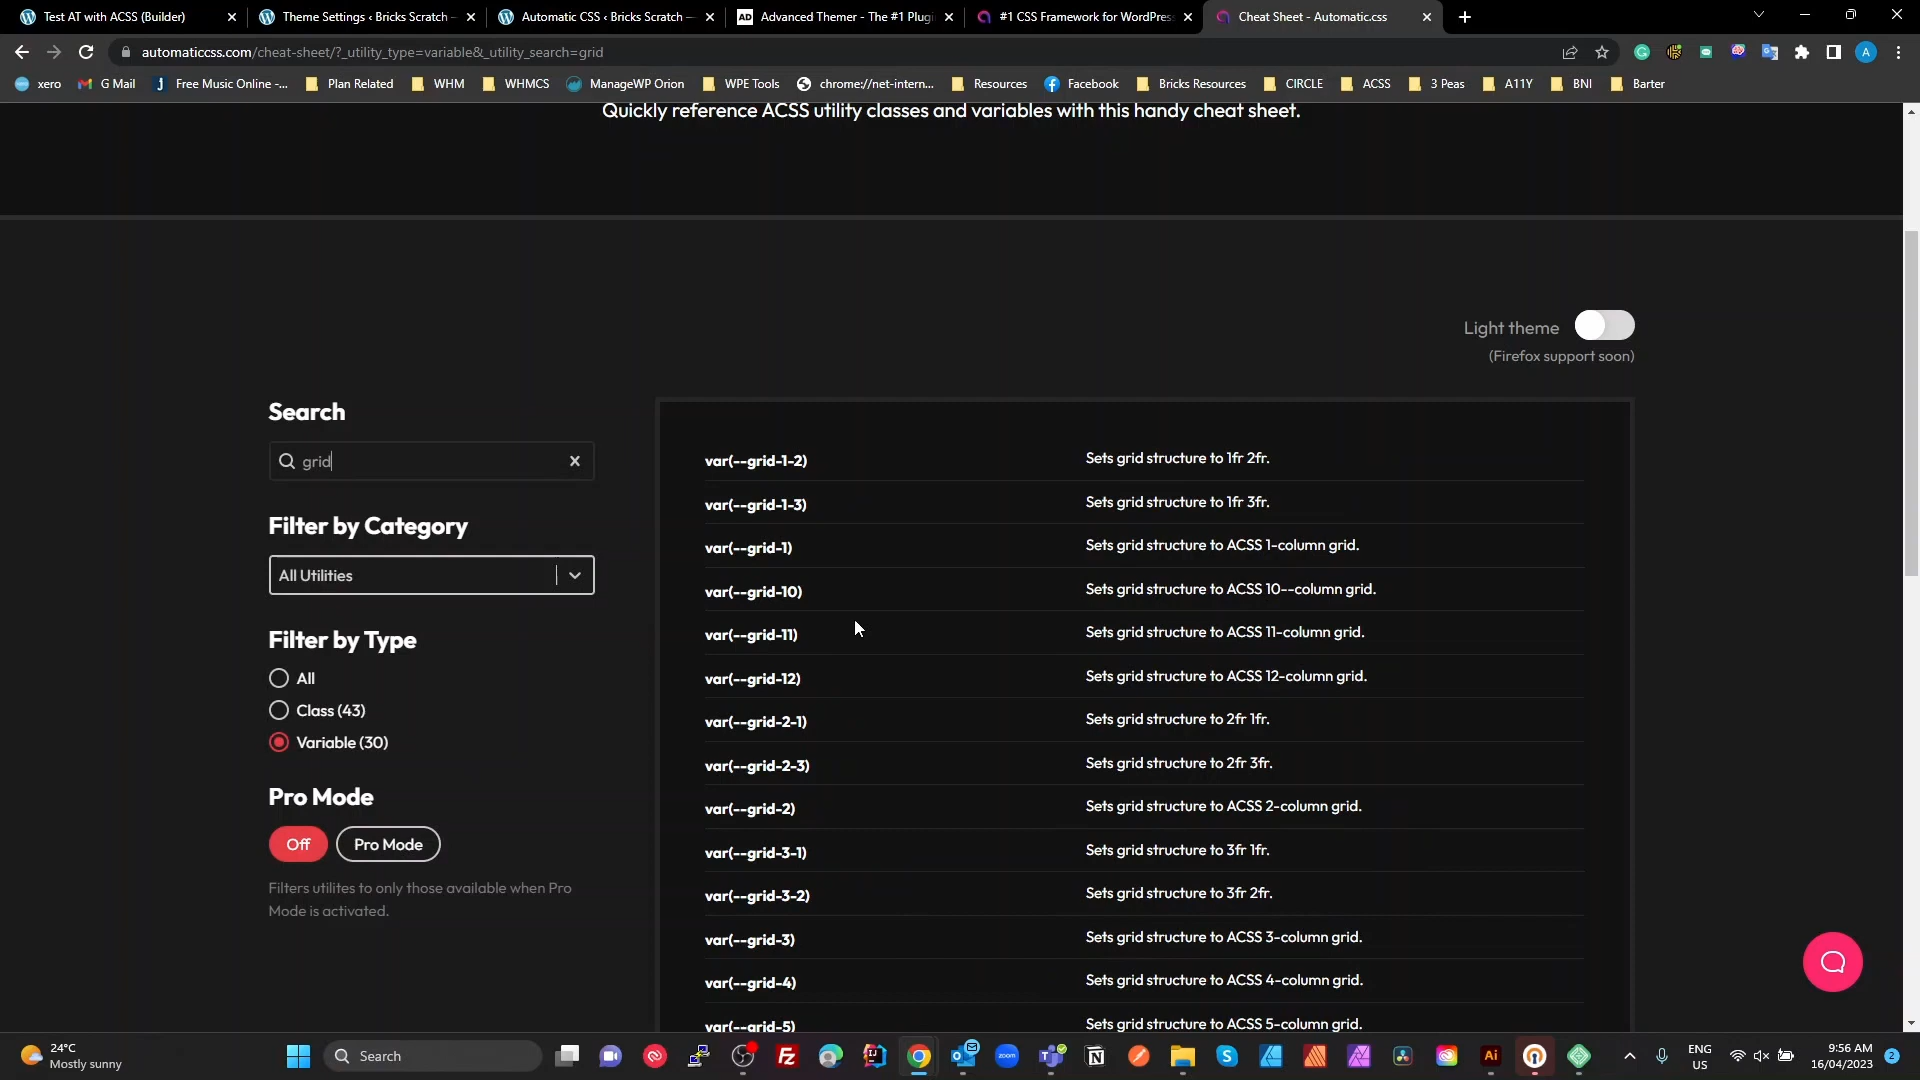 Test AT with ACSS (Builder)
Theme Settings ‹ Bricks Scratch —
Automatic CSS ‹ Bricks Scratch —
AD Advanced Themer - The #1 Plugi
#1 CSS Framework for WordPres
Cheat Sheet - Automatic.css
automaticcss.com/cheat-sheet/?_utility_type=variable&_utility_search=grid
A
xero
G Mail
Free Music Online -...
Plan Related
WHM
WHMCS
ManageWP Orion
WPE Tools
chrome://net-intern...
Resources
Facebook
Bricks Resources
CIRCLE
ACSS
3 Peas
A11Y
BNI
Barter
Quickly reference ACSS utility classes and variables with this handy cheat sheet.
Light theme
(Firefox support soon)
Search
grid
Filter by Category
All Utilities
Filter by Type
All
Class (43)
Variable (30)
Pro Mode
Off
Pro Mode
Filters utilites to only those available when Pro
Mode is activated.
var(--grid-1-2) Sets grid structure to 1fr 2fr.
var(--grid-1-3) Sets grid structure to 1fr 3fr.
var(--grid-1) Sets grid structure to ACSS 1-column grid.
var(--grid-10) Sets grid structure to ACSS 10--column grid.
var(--grid-11) Sets grid structure to ACSS 11-column grid.
var(--grid-12) Sets grid structure to ACSS 12-column grid.
var(--grid-2-1) Sets grid structure to 2fr 1fr.
var(--grid-2-3) Sets grid structure to 2fr 3fr.
var(--grid-2) Sets grid structure to ACSS 2-column grid.
var(--grid-3-1) Sets grid structure to 3fr 1fr.
var(--grid-3-2) Sets grid structure to 3fr 2fr.
var(--grid-3) Sets grid structure to ACSS 3-column grid.
var(--grid-4) Sets grid structure to ACSS 4-column grid.
var(--grid-5) Sets grid structure to ACSS 5-column grid.
24°C
Mostly sunny
Search
FZ
IJ
zoom
Ai
ENG
US
9:56 AM
16/04/2023
2